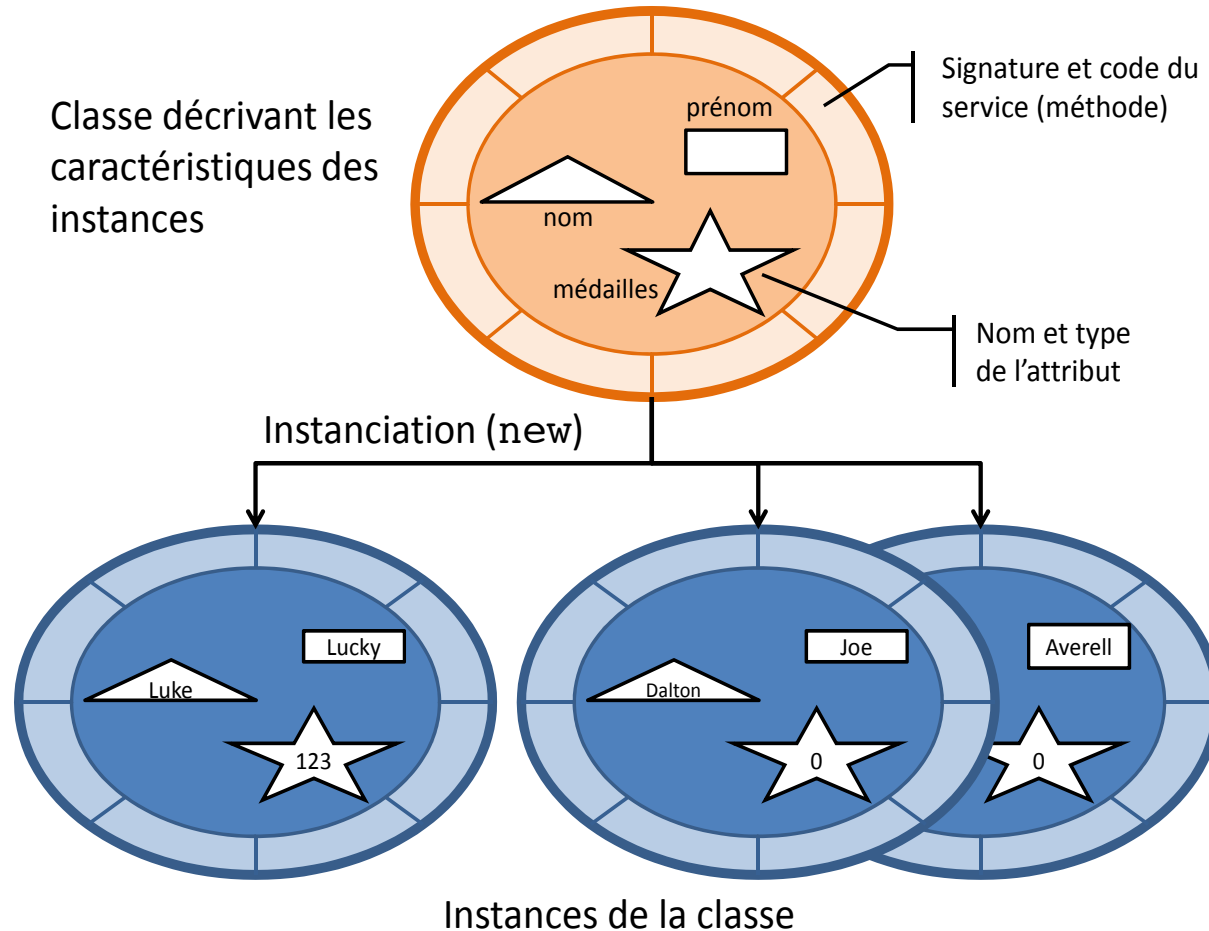 Classe décrivant les
caractéristiques des
instances
Signature et code du
service (méthode)
prénom
nom
médailles
Nom et type
de l'attribut
Instanciation (new)
Lucky
Luke
123
Joe
Dalton
0
Averell
0
Instances de la classe